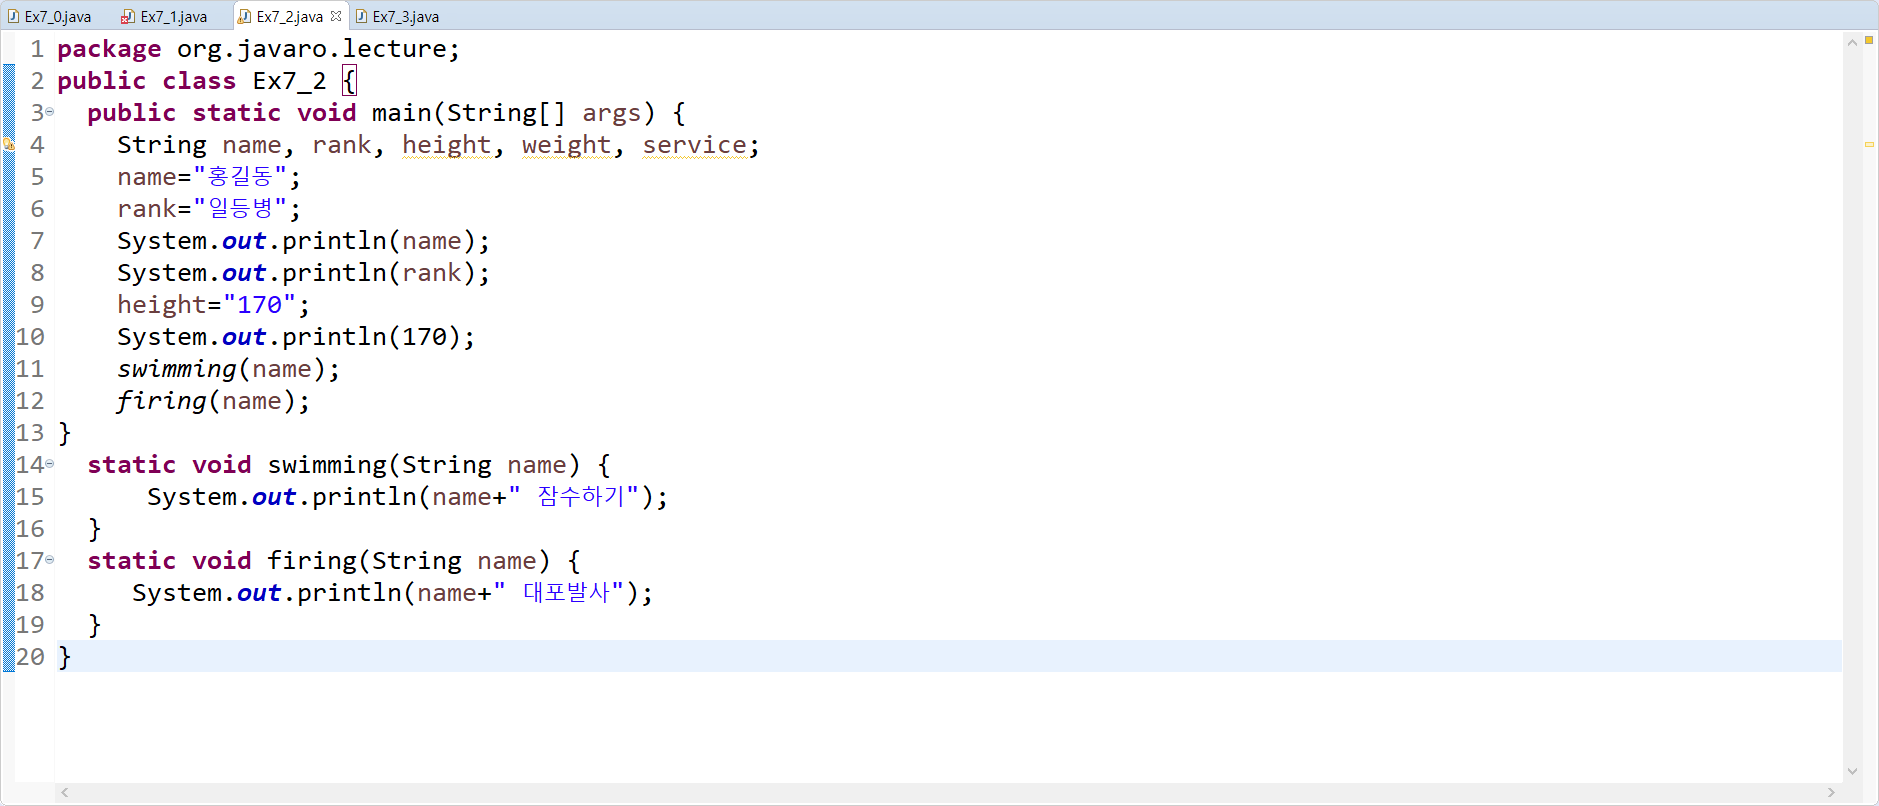 Ex7_0.java Ex7_1.java Ex7_2.java Ex7_3.java
1 package org.javaro.lecture;
2 public class Ex7_2 {
3   public static void main(String[] args) {
4     String name, rank, height, weight, service;
5     name="홍길동";
6     rank="일등병";
7     System.out.println(name);
8     System.out.println(rank);
9     height="170";
10     System.out.println(170);
11     swimming(name);
12     firing(name);
13 }
14   static void swimming(String name) {
15       System.out.println(name+" 잠수하기");
16   }
17   static void firing(String name) {
18      System.out.println(name+" 대포발사");
19   }
20 }